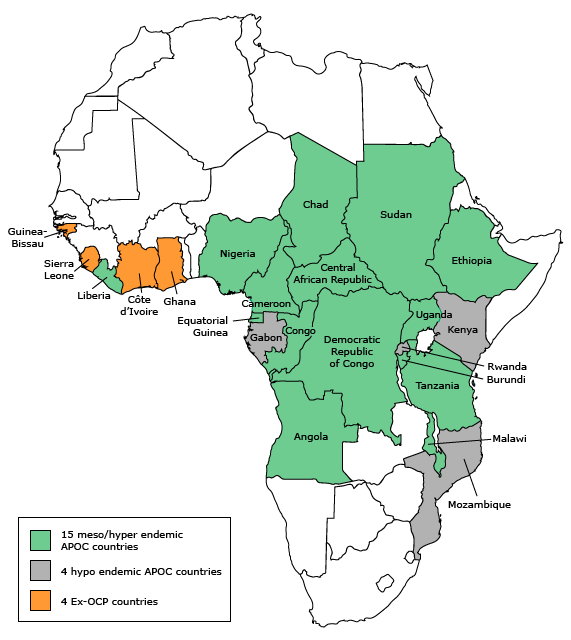 Chad
Sudan
Guinea-
Bissau
Nigeria
Ethiopia
Sierra
Leone
Central
African Republic
Liberia
Côte
d'Ivoire
Ghana
Cameroon
Equatorial
Guinea
Uganda
Congo
Kenya
Gabon
Democratic
Republic
of Congo
Rwanda
Burundi
Tanzania
Angola
Malawi
Mozambique
15 meso/hyper endemic
APOC countries
4 hypo endemic APOC countries
4 Ex-OCP countries